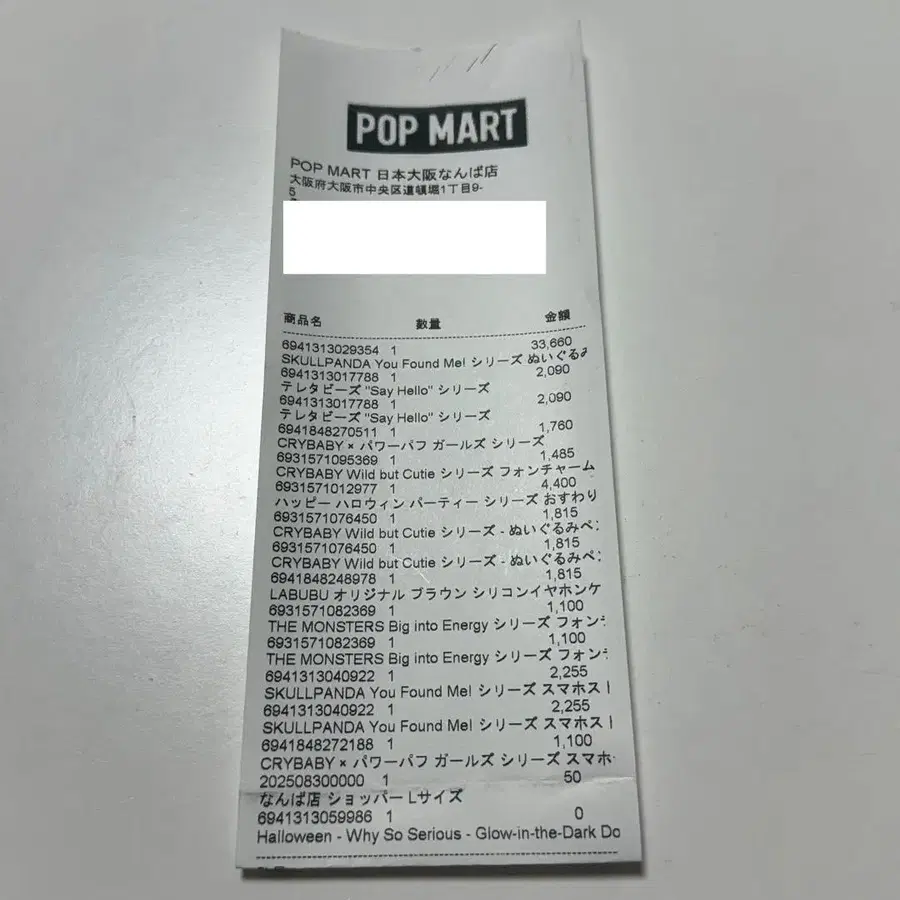 POP MART
POP MART 日本大阪なんば店
大阪府大阪市中央区道頓堀1丁目9-
5
商品名 数量 金額
6941313029354 1 33,660
SKULLPANDA You Found Me! シリーズ ぬいぐるみ
6941313017788 1 2,090
テレタビーズ "Say Hello" シリーズ
6941313017788 1 2,090
テレタビーズ "Say Hello" シリーズ
6941848270511 1 1,760
CRYBABY × パワーパフ ガールズ シリーズ
6931571095369 1 1,485
CRYBABY Wild but Cutie シリーズ フォンチャーム
6931571012977 1 4,400
ハッピー ハロウィン パーティー シリーズ おすわり
6931571076450 1 1,815
CRYBABY Wild but Cutie シリーズ - ぬいぐるみペ
6931571076450 1 1,815
CRYBABY Wild but Cutie シリーズ - ぬいぐるみペ
6941848248978 1 1,815
LABUBU オリジナル ブラウン シリコンイヤホンケ
6931571082369 1 1,100
THE MONSTERS Big into Energy シリーズ フォン
6931571082369 1 1,100
THE MONSTERS Big into Energy シリーズ フォン
6941313040922 1 2,255
SKULLPANDA You Found Me! シリーズ スマホスト
6941313040922 1 2,255
SKULLPANDA You Found Me! シリーズ スマホスト
6941848272188 1 1,100
CRYBABY × パワーパフ ガールズ シリーズ スマホ
202508300000 1 50
なんば店 ショッパー Lサイズ
6941313059986 1 0
Halloween - Why So Serious - Glow-in-the-Dark Do